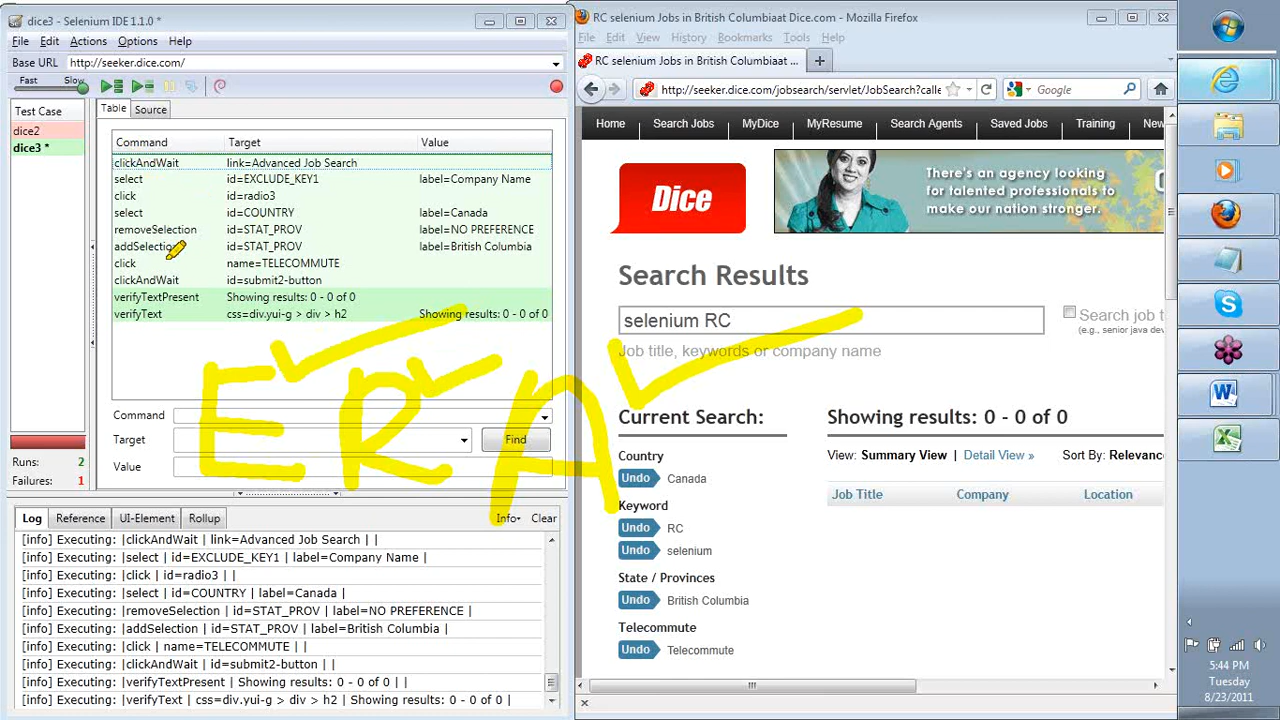 dice3 - Selenium IDE 1.1.0 *
File Edit Actions Options Help
Base URL http://seeker.dice.com/
Fast Slow
Test Case
dice2
dice3 *
Table Source
Command Target Value
clickAndWait link=Advanced Job Search
select id=EXCLUDE_KEY1 label=Company Name
click id=radio3
select id=COUNTRY label=Canada
removeSelection id=STAT_PROV label=NO PREFERENCE
addSelection id=STAT_PROV label=British Columbia
click name=TELECOMMUTE
clickAndWait id=submit2-button
verifyTextPresent Showing results: 0 - 0 of 0
verifyText css=div.yui-g > div > h2 Showing results: 0 - 0 of 0
Command
Target Find
Value
Runs: 2
Failures: 1
ERA
Log Reference UI-Element Rollup Info Clear
[info] Executing: |clickAndWait | link=Advanced Job Search | |
[info] Executing: |select | id=EXCLUDE_KEY1 | label=Company Name |
[info] Executing: |click | id=radio3 | |
[info] Executing: |select | id=COUNTRY | label=Canada |
[info] Executing: |removeSelection | id=STAT_PROV | label=NO PREFERENCE |
[info] Executing: |addSelection | id=STAT_PROV | label=British Columbia |
[info] Executing: |click | name=TELECOMMUTE | |
[info] Executing: |clickAndWait | id=submit2-button | |
[info] Executing: |verifyTextPresent | Showing results: 0 - 0 of 0 | |
[info] Executing: |verifyText | css=div.yui-g > div > h2 | Showing results: 0 - 0 of 0 |
RC selenium Jobs in British Columbiaat Dice.com - Mozilla Firefox
File Edit View History Bookmarks Tools Help
RC selenium Jobs in British Columbiaat ...
http://seeker.dice.com/jobsearch/servlet/JobSearch?calle Google
Home Search Jobs MyDice MyResume Search Agents Saved Jobs Training New
Dice
There's an agency looking
for talented professionals to
make our nation stronger.
Search Results
selenium RC
Search job t
(e.g., senior java dev
Job title, keywords or company name
Current Search:
Country
Undo Canada
Keyword
Undo RC
Undo selenium
State / Provinces
Undo British Columbia
Telecommute
Undo Telecommute
Showing results: 0 - 0 of 0
View: Summary View | Detail View » Sort By: Relevance
Job Title Company Location
5:44 PM
Tuesday
8/23/2011